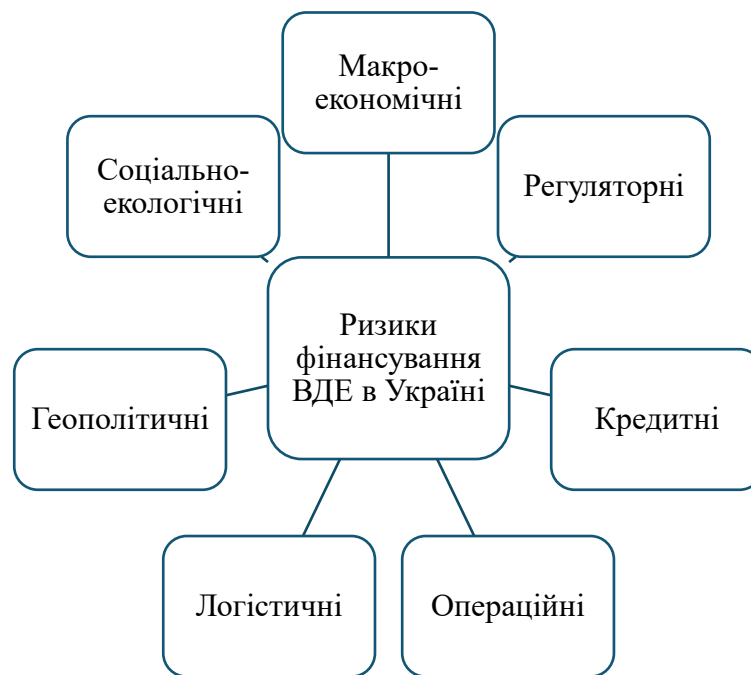 Макро-
економічні
Соціально-
екологічні
Регуляторні
Ризики
фінансування
ВДЕ в Україні
Геополітичні
Кредитні
Логістичні
Операційні